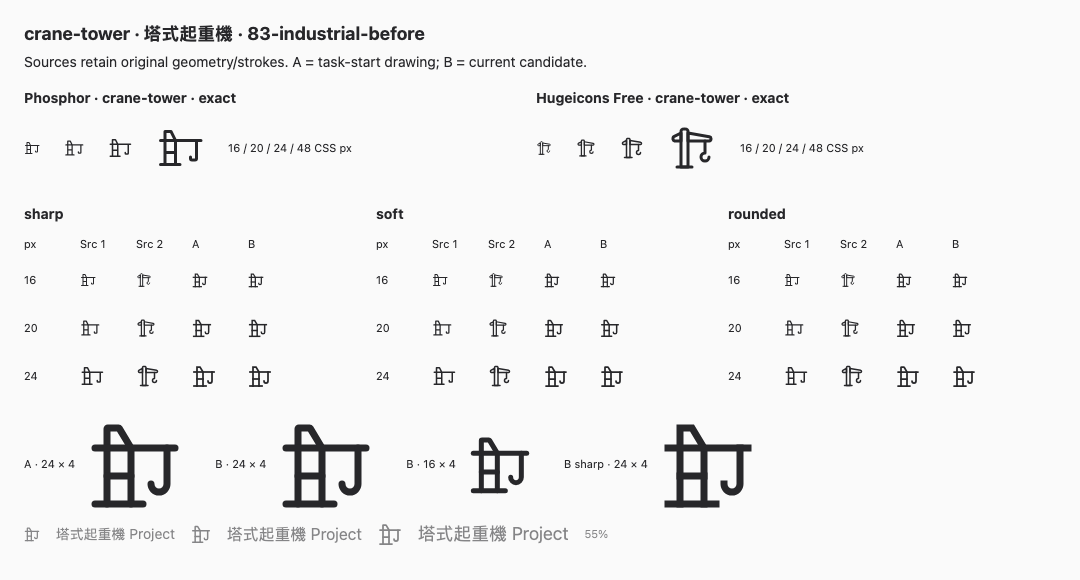 crane-tower · 塔式起重機 · 83-industrial-before
Sources retain original geometry/strokes. A = task-start drawing; B = current candidate.
Phosphor · crane-tower · exact
Hugeicons Free · crane-tower · exact
16 / 20 / 24 / 48 CSS px
16 / 20 / 24 / 48 CSS px
sharp
soft
rounded
px Src 1 Src 2 A B
px Src 1 Src 2 A B
px Src 1 Src 2 A B
16
16
16
20
20
20
24
24
24
A · 24 × 4
B · 24 × 4
B · 16 × 4
B sharp · 24 × 4
塔式起重機 Project
塔式起重機 Project
塔式起重機 Project
55%